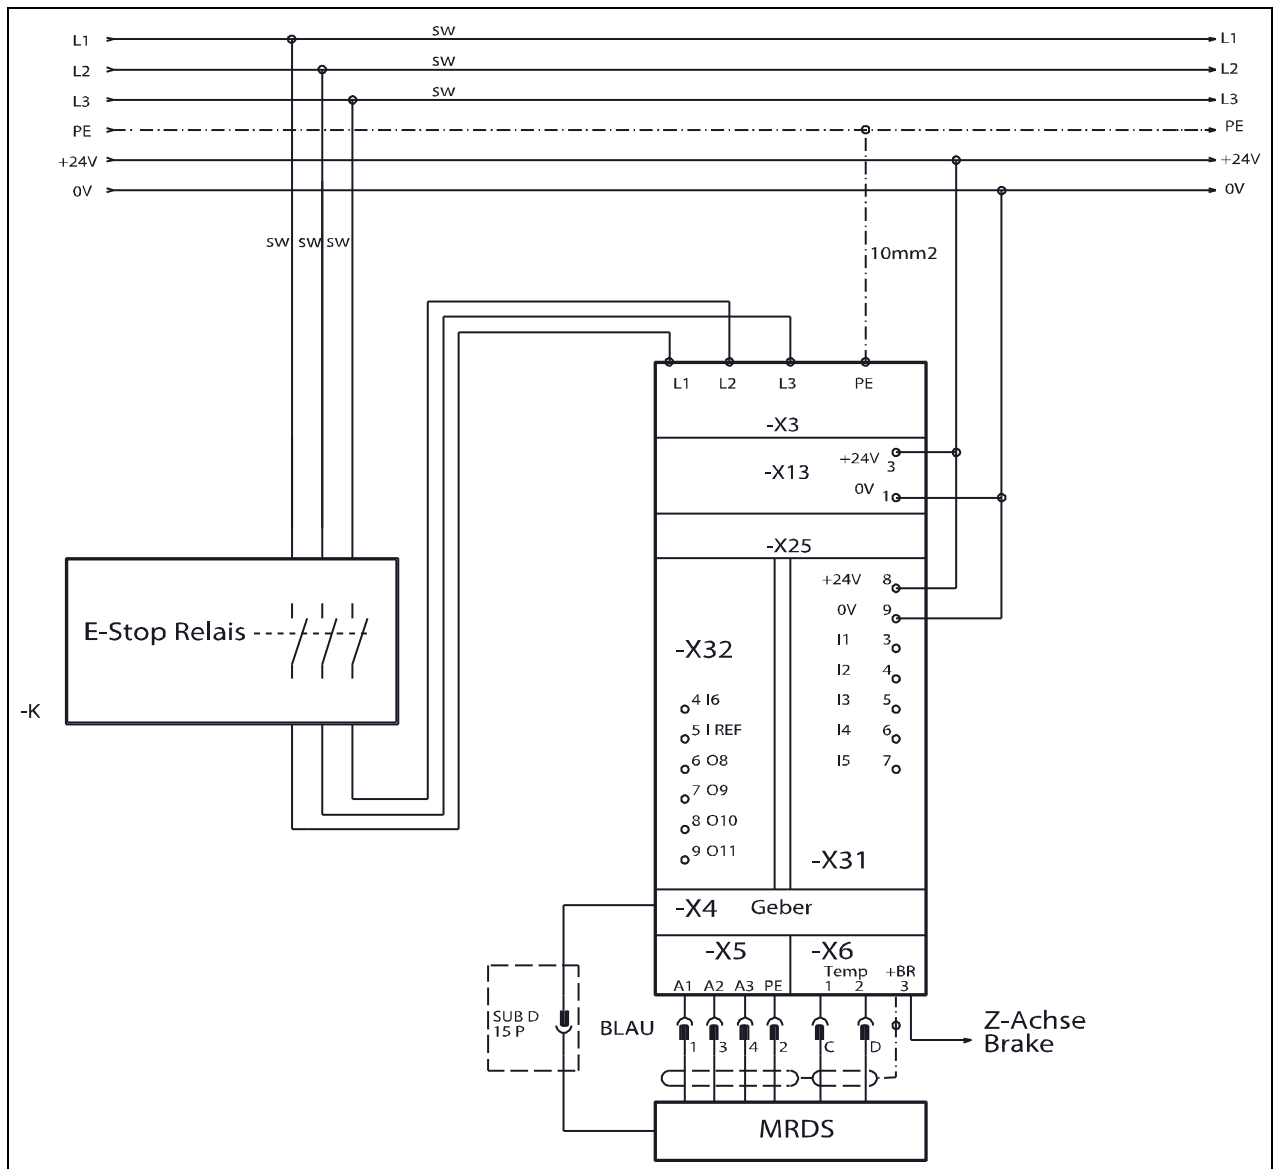 L1 SW L1
L2 SW L2
L3 SW L3
PE PE
+24V +24V
0V 0V
SW SW SW
10mm2
L1 L2 L3 PE
-X3
-X13 +24V 3
0V 1
-X25
+24V 8
0V 9
I1 3
I2 4
I3 5
I4 6
I5 7
E-Stop Relais
-K
-X32
4 I6
5 I REF
6 O8
7 O9
8 O10
9 O11
-X31
-X4 Geber
-X5 -X6
Temp +BR
A1 A2 A3 PE 1 2 3
SUB D
15 P
BLAU
1 3 4 2 C D
Z-Achse
Brake
MRDS